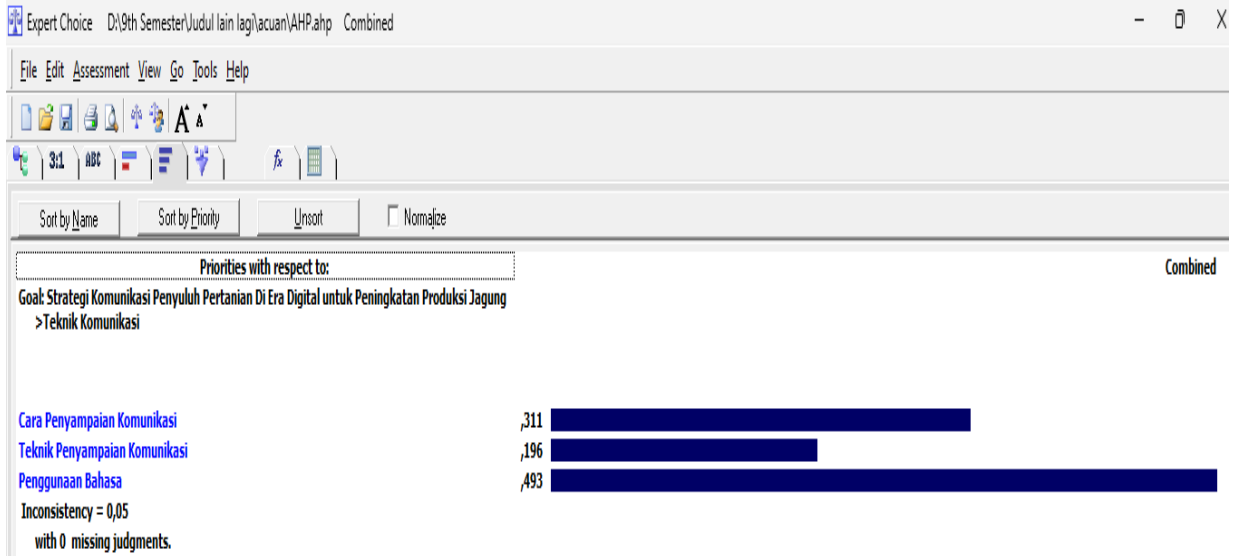 Expert Choice D:\9th Semester\Judul lain lagi\acuan\AHP.ahp Combined
File Edit Assessment View Go Tools Help
A A
3:1 ABC fx
Sort by Name Sort by Priority Unsort Normalize
Priorities with respect to: Combined
Goal: Strategi Komunikasi Penyuluh Pertanian Di Era Digital untuk Peningkatan Produksi Jagung
>Teknik Komunikasi
Cara Penyampaian Komunikasi ,311
Teknik Penyampaian Komunikasi ,196
Penggunaan Bahasa ,493
Inconsistency = 0,05
with 0 missing judgments.